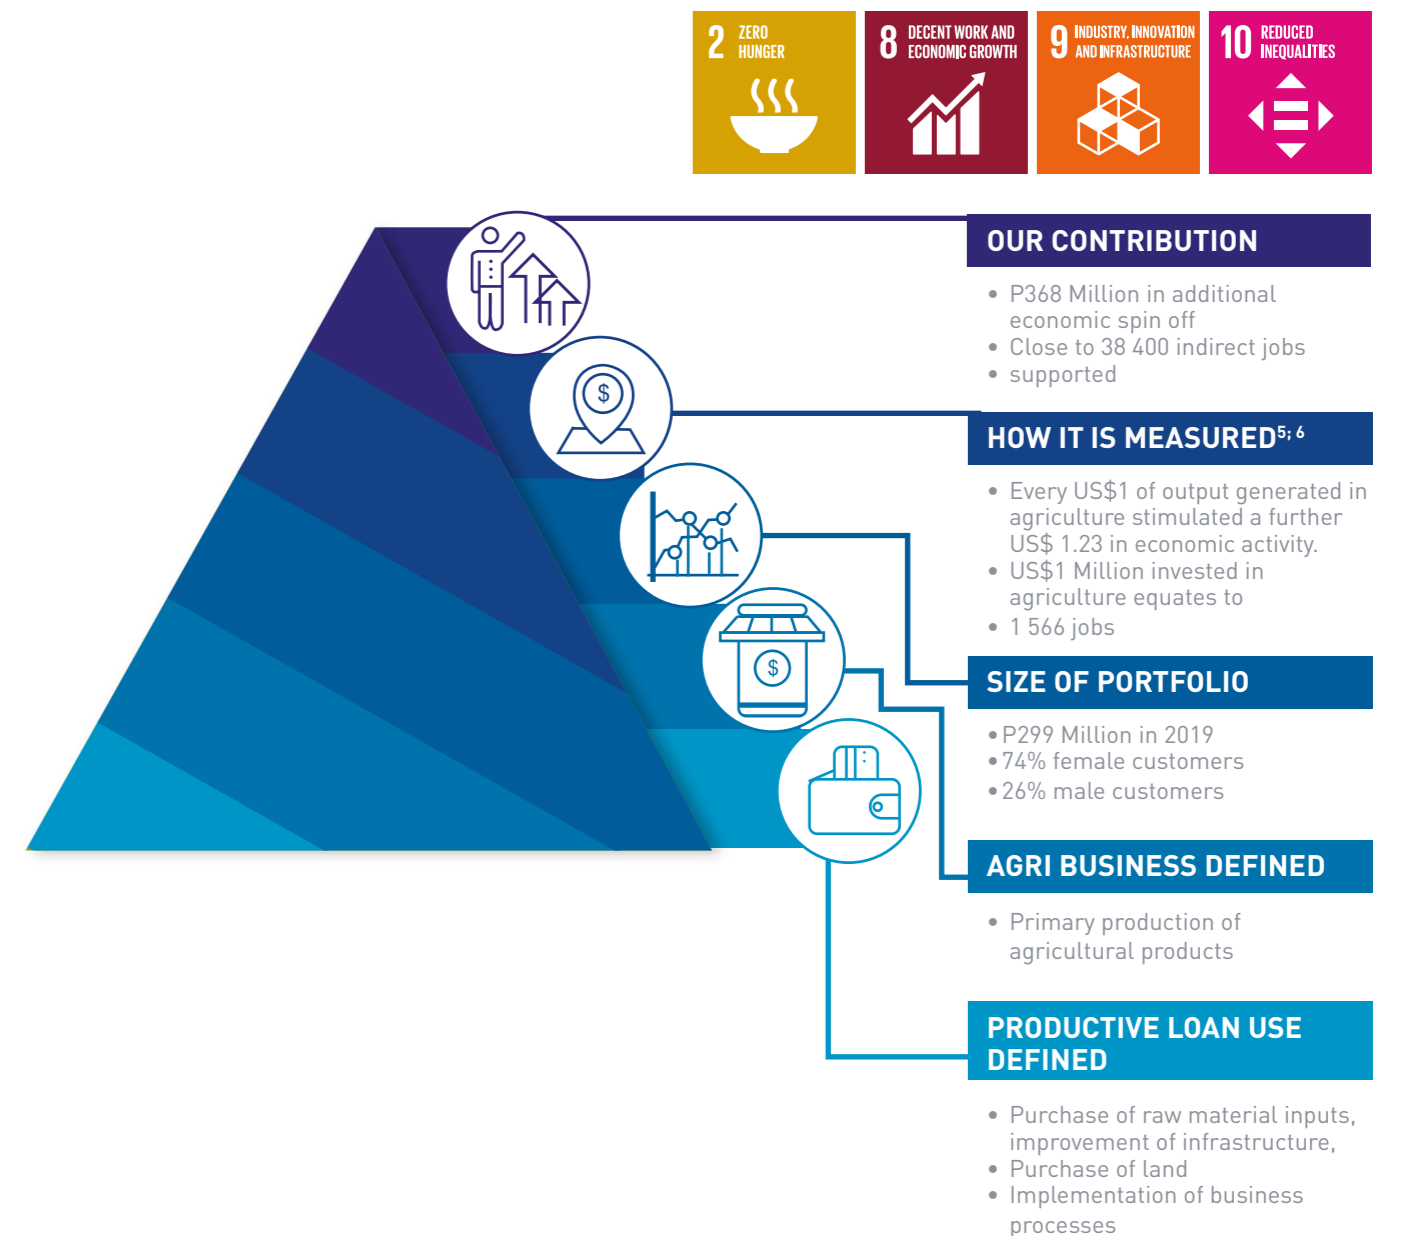 2 ZERO
HUNGER
8 DECENT WORK AND
ECONOMIC GROWTH
9 INDUSTRY, INNOVATION
AND INFRASTRUCTURE
10 REDUCED
INEQUALITIES
OUR CONTRIBUTION
• P368 Million in additional
economic spin off
• Close to 38 400 indirect jobs
• supported
$
HOW IT IS MEASURED5; 6
• Every US$1 of output generated in
agriculture stimulated a further
US$ 1.23 in economic activity.
• US$1 Million invested in
agriculture equates to
• 1 566 jobs
SIZE OF PORTFOLIO
• P299 Million in 2019
• 74% female customers
• 26% male customers
$
AGRI BUSINESS DEFINED
• Primary production of
agricultural products
PRODUCTIVE LOAN USE
DEFINED
• Purchase of raw material inputs,
improvement of infrastructure,
• Purchase of land
• Implementation of business
processes